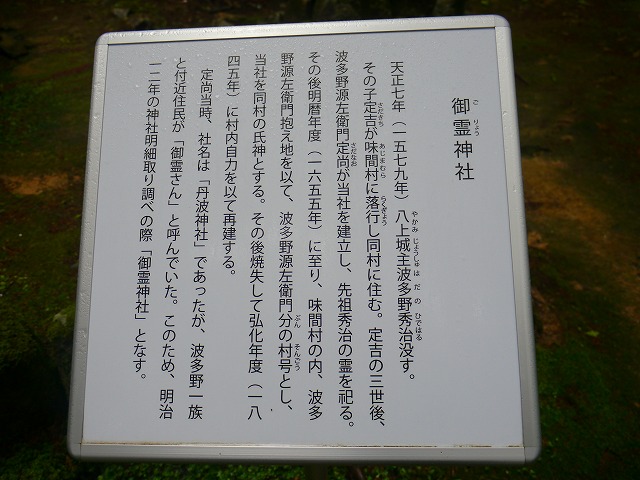 御霊神社
天正七年（一五七九年）八上城主波多野秀治没す。
その子定吉が味間村に落行し同村に住む。定吉の三世後、
波多野源左衛門定尚が当社を建立し、先祖秀治の霊を祀る。
その後明暦年度（一六五五年）に至り、味間村の内、波多
野源左衛門抱え地を以て、波多野源左衛門分の村号とし、
当社を同村の氏神とする。その後焼失して弘化年度（一八
四五年）に村内自力を以て再建する。
定尚当時、社名は「丹波神社」であったが、波多野一族
と付近住民が「御霊さん」と呼んでいた。このため、明治
一二年の神社明細取り調べの際「御霊神社」となす。